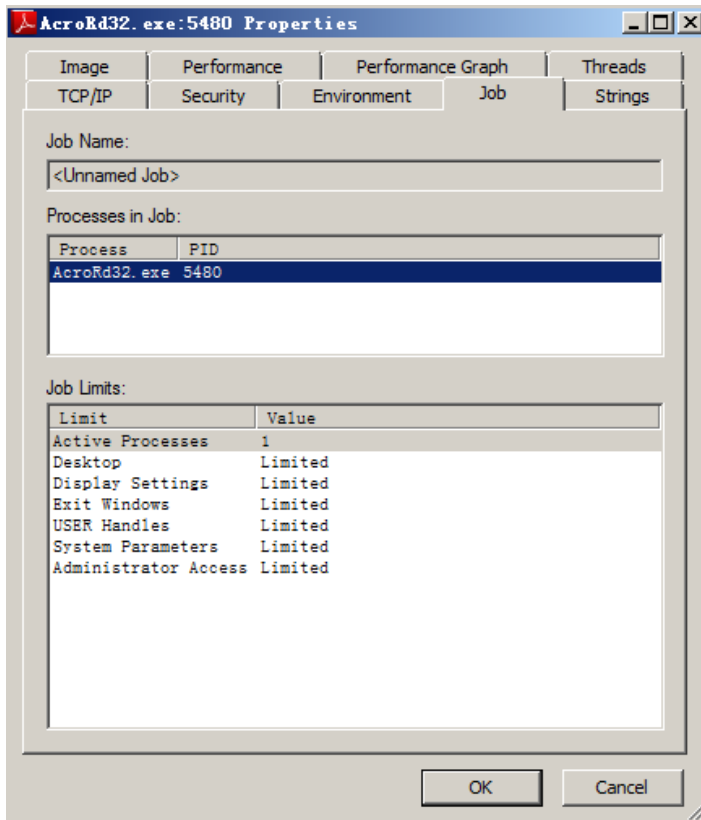 AcroRd32.exe:5480 Properties
Image Performance Performance Graph Threads
TCP/IP Security Environment Job Strings
Job Name:
<Unnamed Job>
Processes in Job:
Process PID
AcroRd32.exe 5480
Job Limits:
Limit Value
Active Processes 1
Desktop Limited
Display Settings Limited
Exit Windows Limited
USER Handles Limited
System Parameters Limited
Administrator Access Limited
OK Cancel